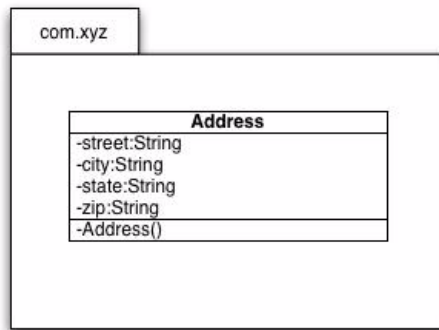 com.xyz
Address
-street:String
-city:String
-state:String
-zip:String
-Address()